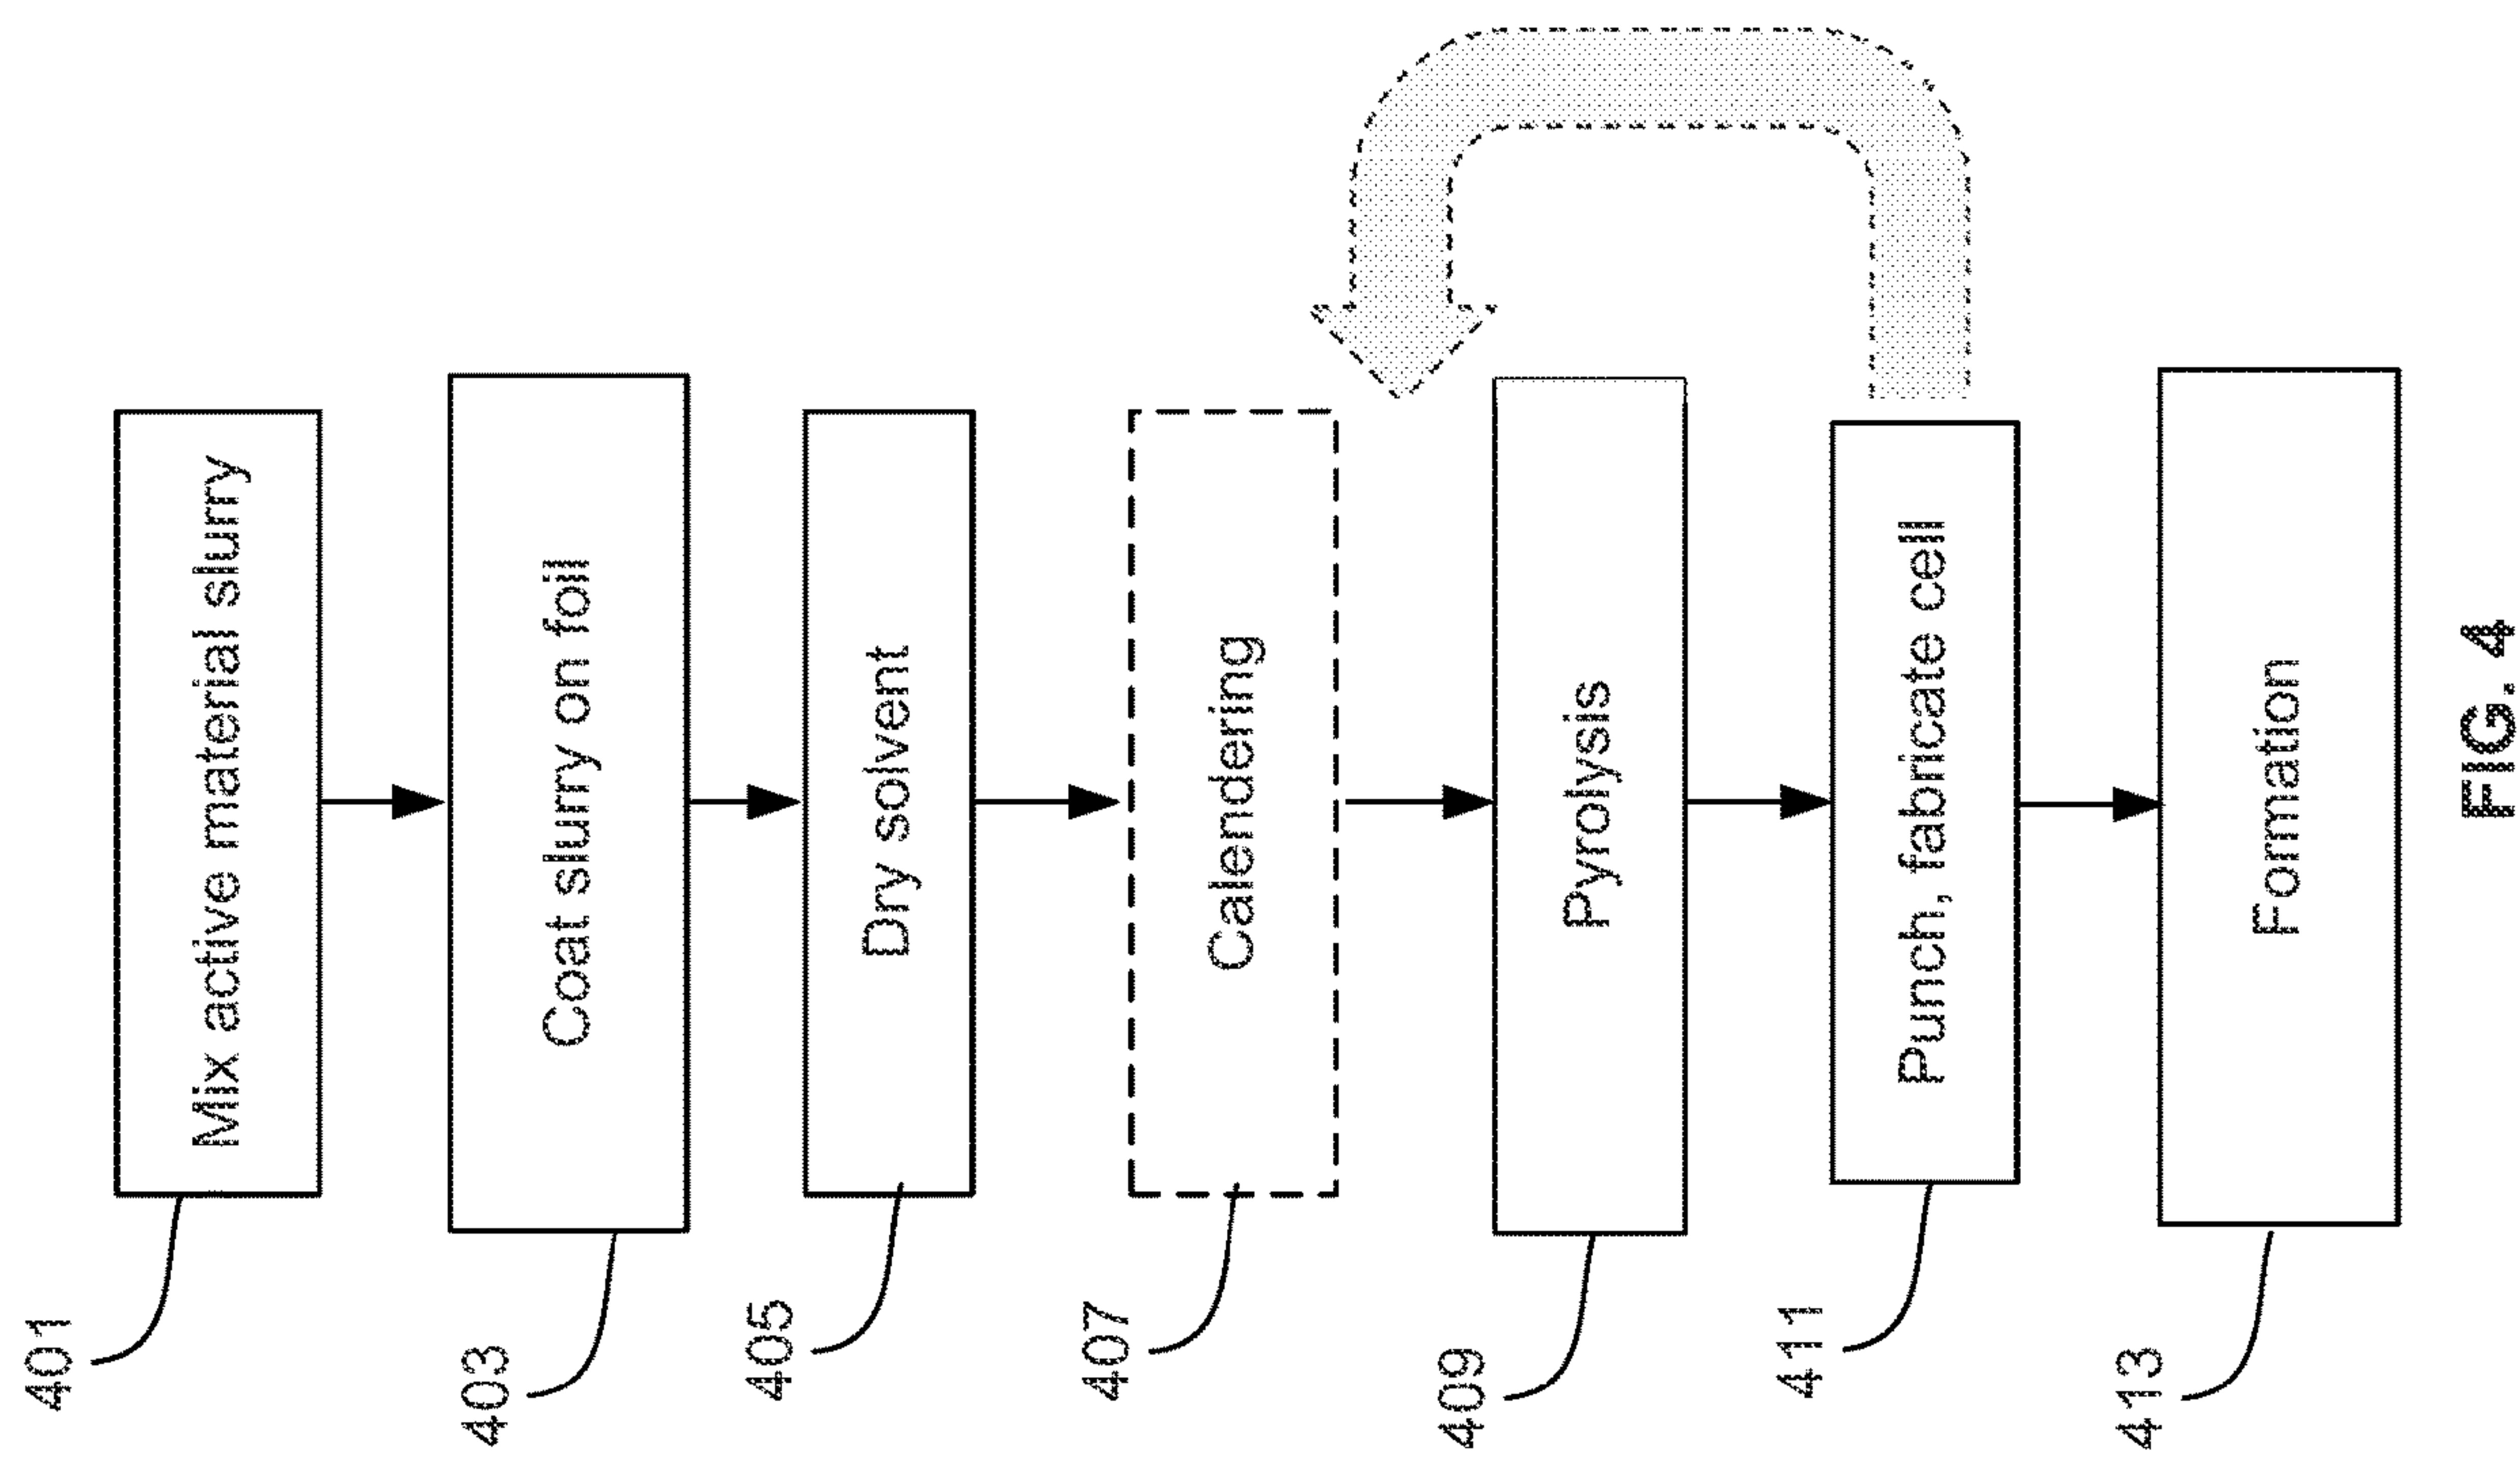 401
Mix active material slurry
403
Coat slurry on foil
405
Dry solvent
407
Calendering
409
Pyrolysis
411
Punch, fabricate cell
413
Formation
FIG. 4